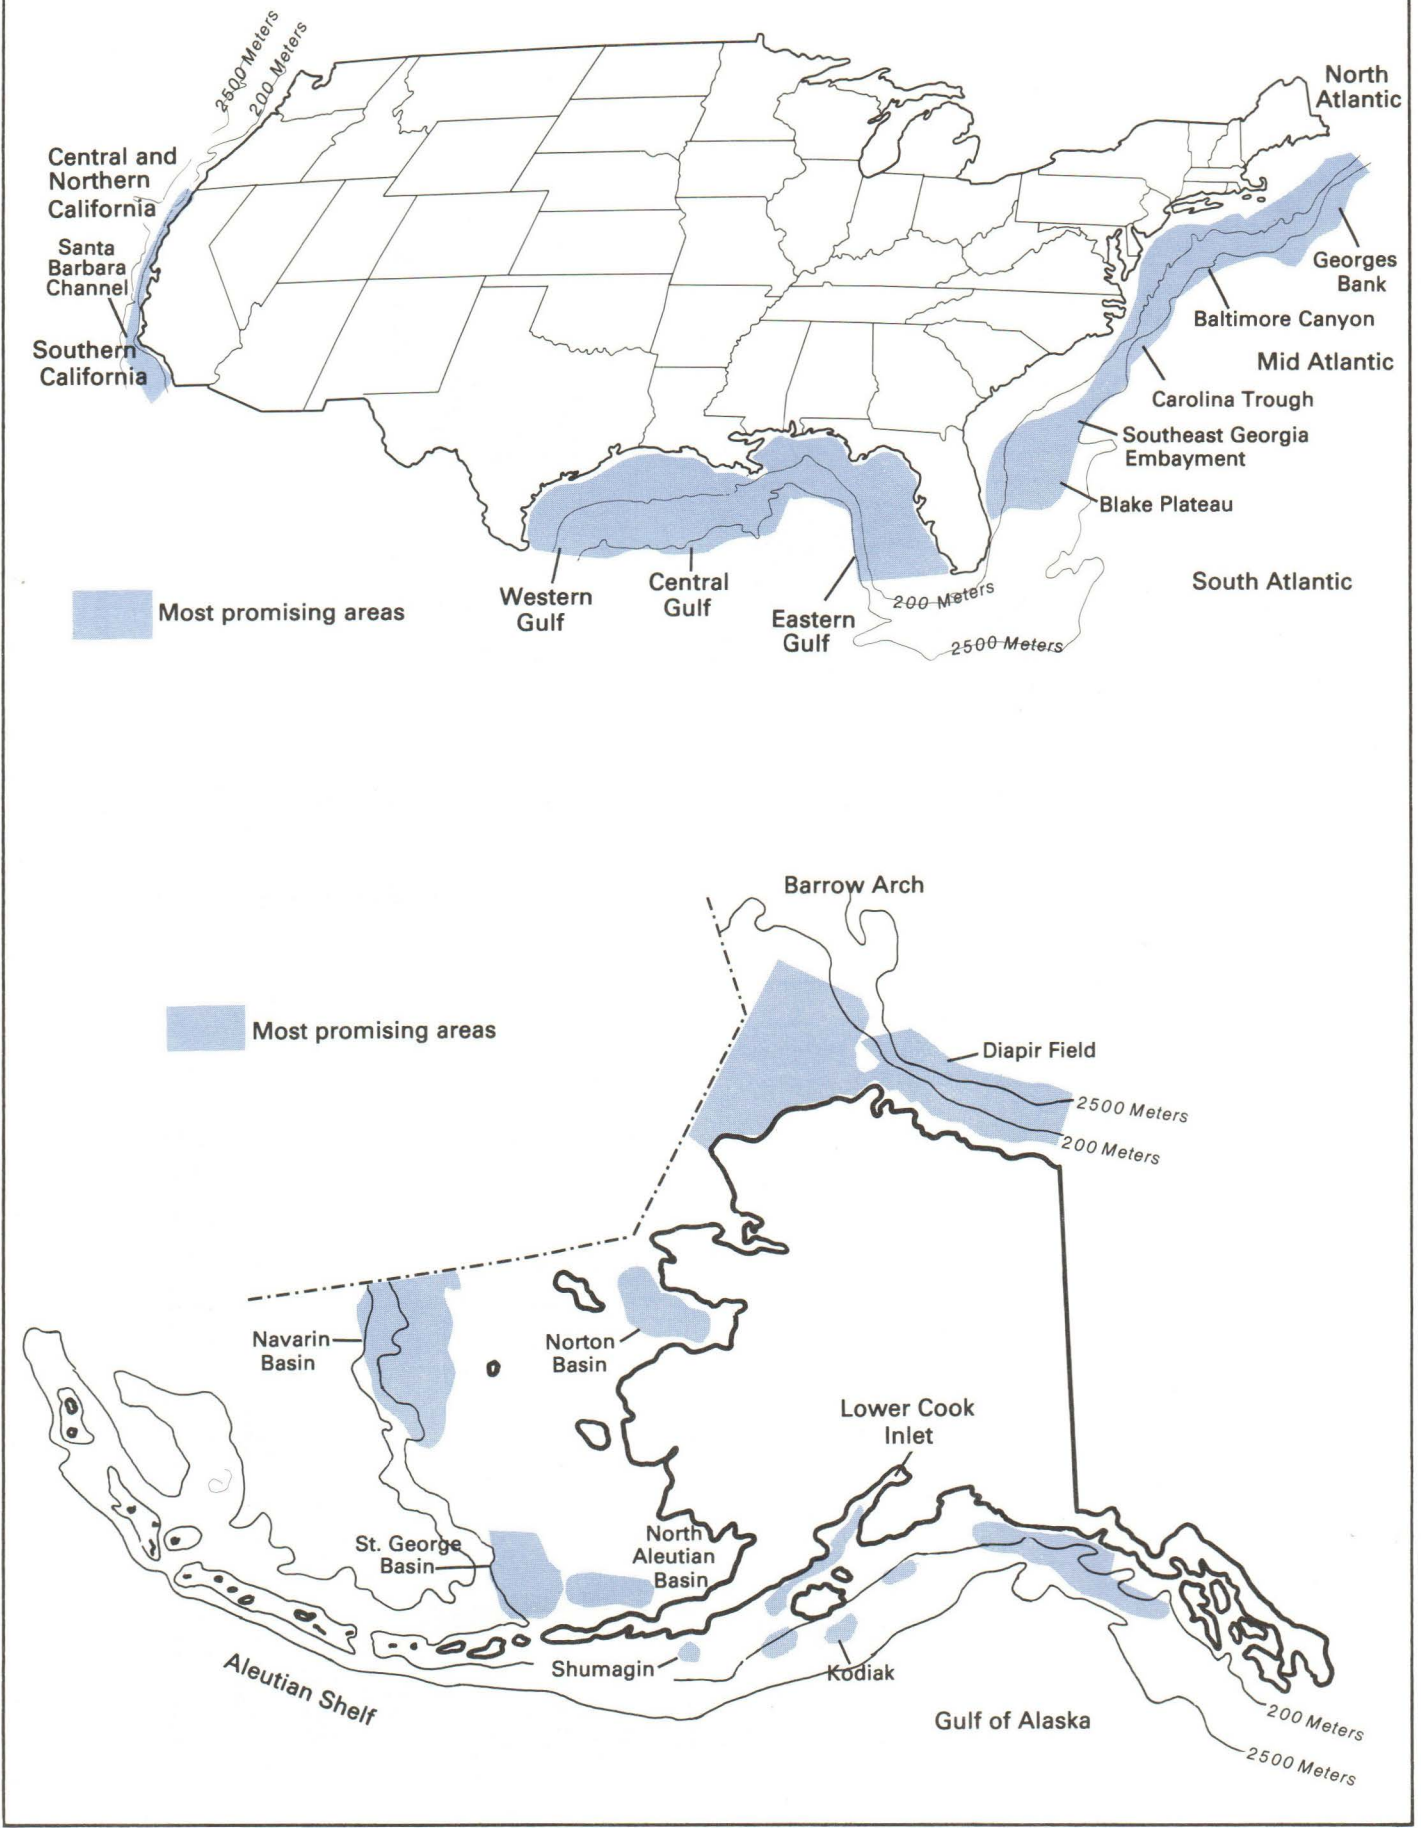 2500 Meters
200 Meters
North
Atlantic
Central and
Northern
California
Santa
Barbara
Channel
Southern
California
Georges
Bank
Baltimore Canyon
Mid Atlantic
Carolina Trough
Southeast Georgia
Embayment
Blake Plateau
South Atlantic
Western
Gulf
Central
Gulf
Eastern
Gulf
200 Meters
2500 Meters
Most promising areas
Barrow Arch
Most promising areas
Diapir Field
2500 Meters
200 Meters
Navarin
Basin
Norton
Basin
Lower Cook
Inlet
St. George
Basin
North
Aleutian
Basin
Shumagin
Kodiak
Aleutian Shelf
Gulf of Alaska
200 Meters
2500 Meters